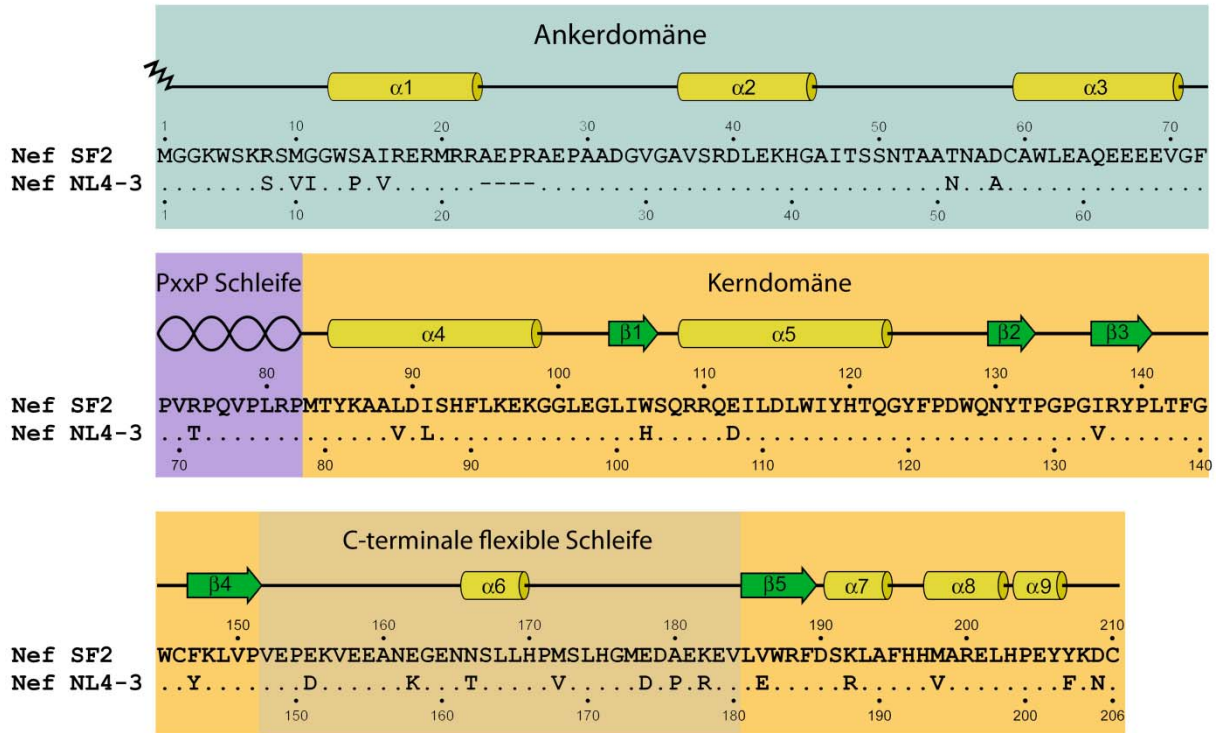 Ankerdomäne
α1 α2 α3
1 10 20 30 40 50 60 70
Nef SF2 MGGKWSKRSMGGWSAIRERMRRAEPRAEPAADGVGAVSRDLEKHGAITSSNTAATNADCAWLEAQEEEEVGF
Nef NL4-3 .......S.VI..P.V......----............................N..A..............
1 10 20 30 40 50 60
PxxP Schleife Kerndomäne
α4 β1 α5 β2 β3
80 90 100 110 120 130 140
Nef SF2 PVRPQVPLRPMTYKAALDISHFLKEKGGLEGLIWSQRRQEILDLWIYHTQGYFPDWQNYTPGPGIRYPLTFG
Nef NL4-3 ..T.............V.L..............H.....D........................V.......
70 80 90 100 110 120 130 140
C-terminale flexible Schleife
β4 α6 β5 α7 α8 α9
150 160 170 180 190 200 210
Nef SF2 WCFKLVPVEPEKVEEANEGENNSLLHPMSLHGMEDAEKEVLVWRFDSKLAFHHMARELHPEYYKDC
Nef NL4-3 ..Y.......D......K...T.....V.....D.P.R...E.....R.....V........F.N.
150 160 170 180 190 200 206